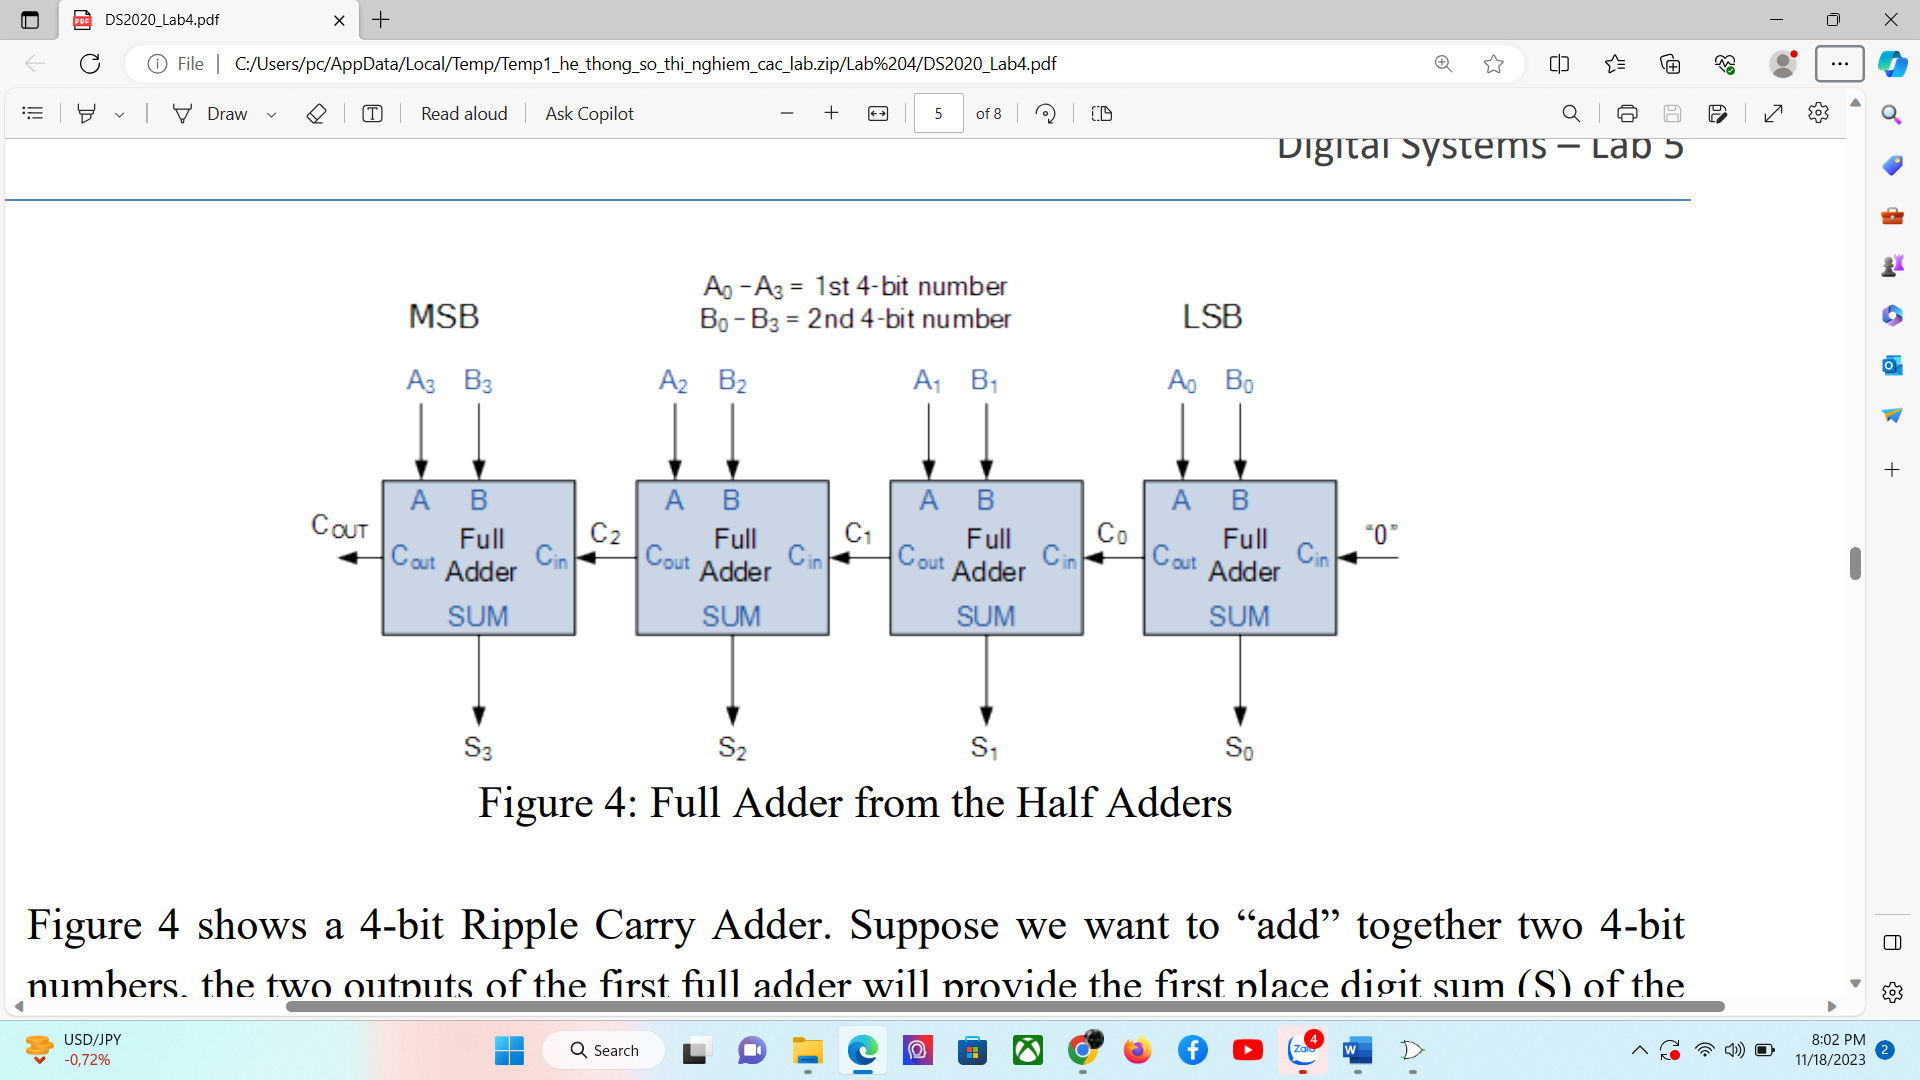 DS2020_Lab4.pdf
File
C:/Users/pc/AppData/Local/Temp/Temp1_he_thong_so_thi_nghiem_cac_lab.zip/Lab%204/DS2020_Lab4.pdf
Draw
Read aloud
Ask Copilot
5 of 8
Digital Systems – Lab 5
A0 - A3 = 1st 4-bit number
MSB
B0 - B3 = 2nd 4-bit number
LSB
A3 B3 A2 B2 A1 B1 A0 B0
A B A B A B A B
COUT C2 C1 C0 "0"
Full Full Full Full
Cout Adder Cin Cout Adder Cin Cout Adder Cin Cout Adder Cin
SUM SUM SUM SUM
S3 S2 S1 S0
Figure 4: Full Adder from the Half Adders
Figure 4 shows a 4-bit Ripple Carry Adder. Suppose we want to “add” together two 4-bit
numbers, the two outputs of the first full adder will provide the first place digit sum (S) of the
USD/JPY
-0,72%
Search
Zalo
4
W
8:02 PM
11/18/2023
2